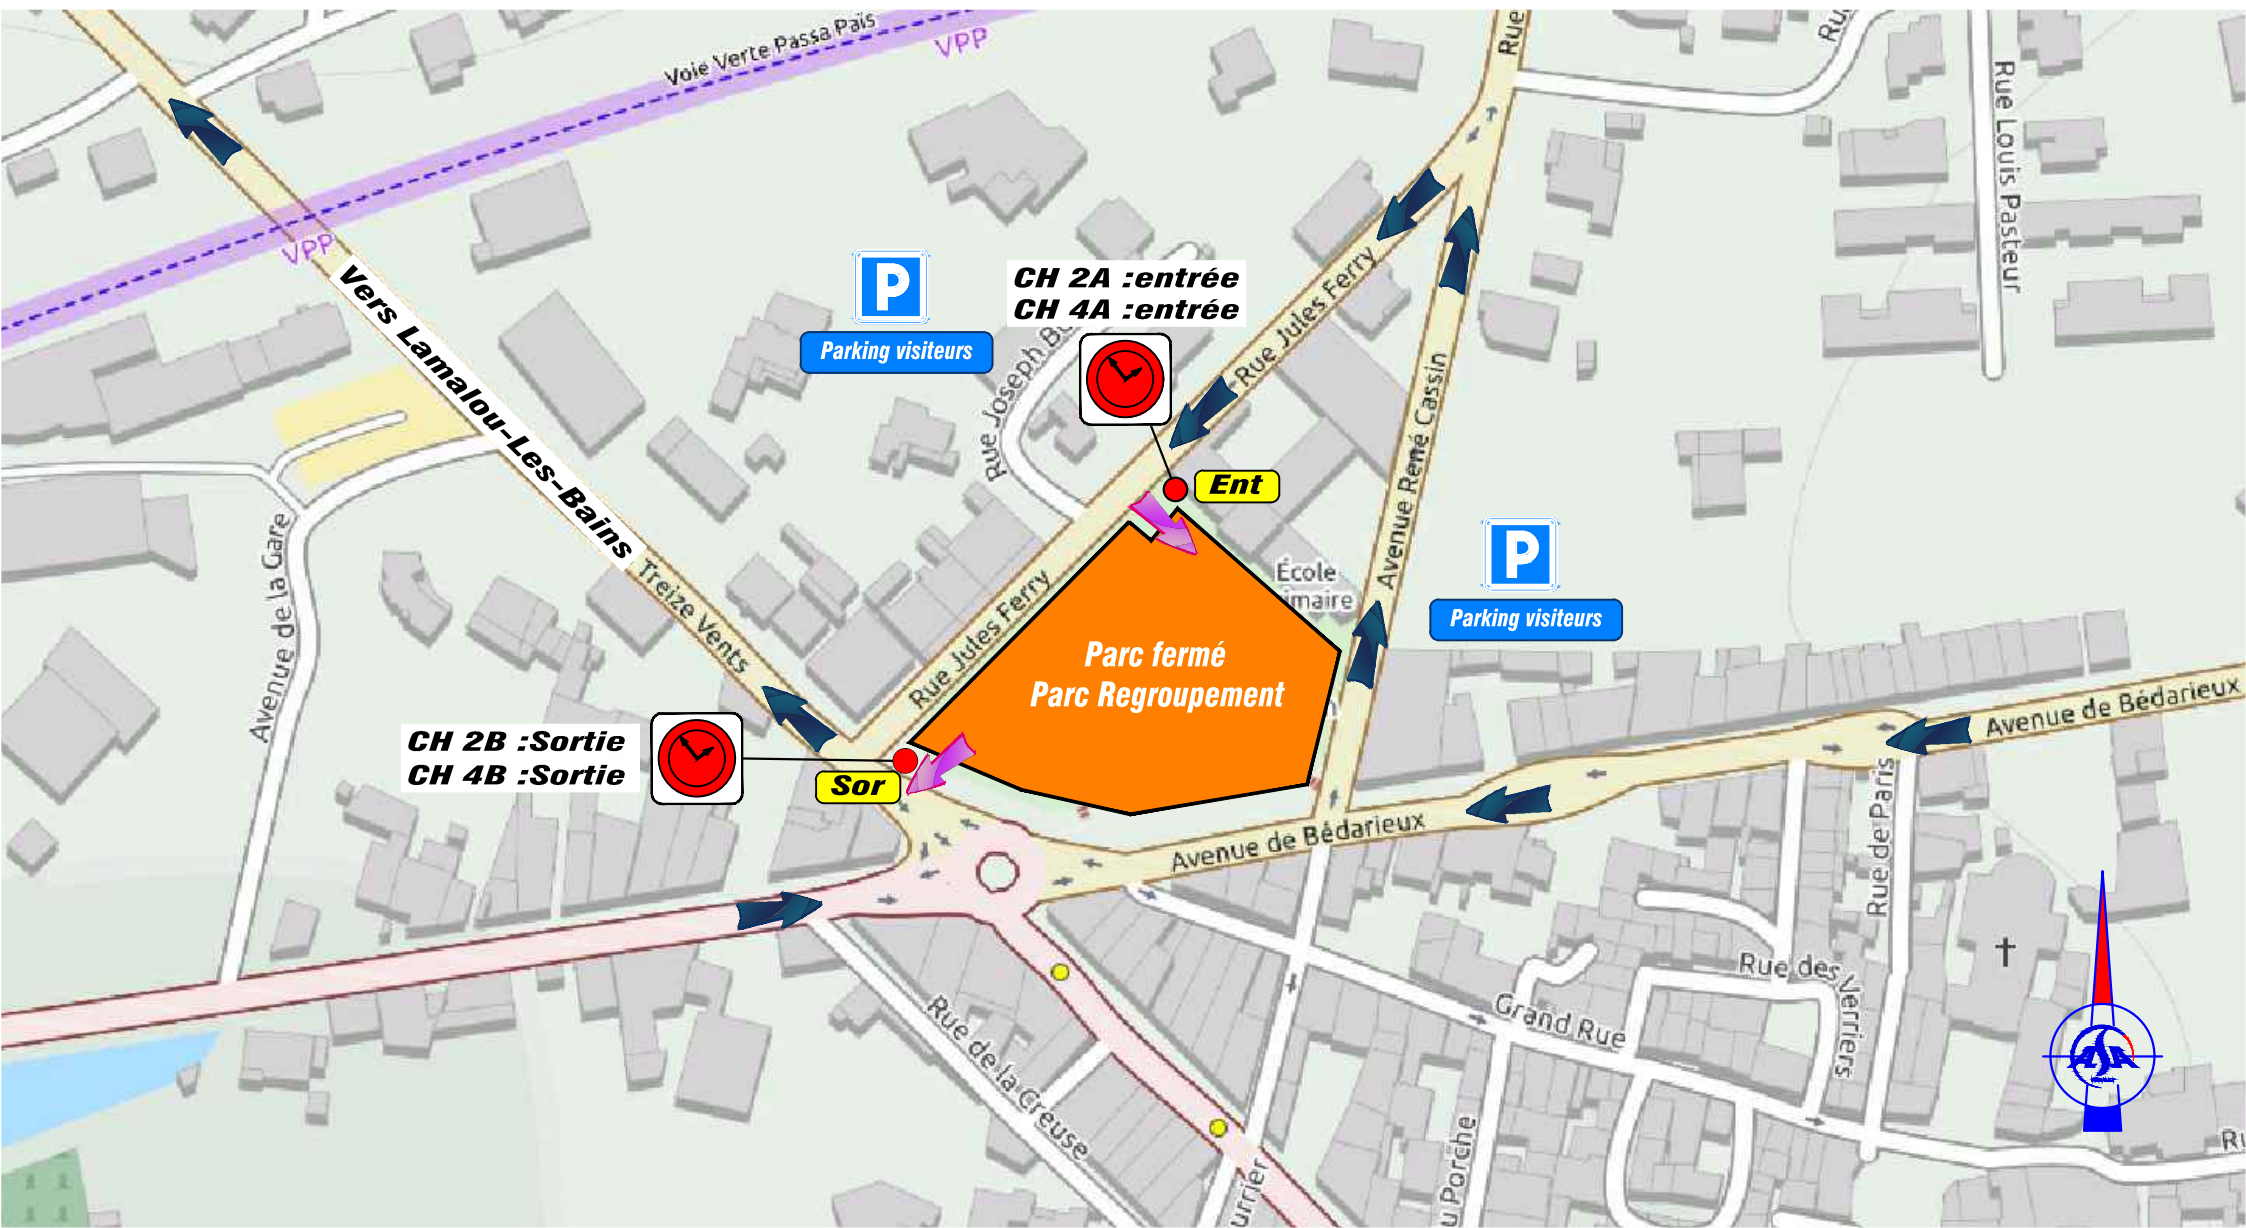 Voie Verte Passa Païs
VPP
Rue
Rue Louis Pasteur
VPP
Vers Lamalou-Les-Bains
P
Parking visiteurs
CH 2A :entrée
CH 4A :entrée
Rue Jules Ferry
Rue Joseph
Ent
Avenue René Cassin
École
P
Parking visiteurs
Avenue de la Gare
Treize Vents
Rue Jules Ferry
Parc fermé
Parc Regroupement
CH 2B :Sortie
CH 4B :Sortie
Sor
Avenue de Bédarieux
Avenue de Bédarieux
Rue de Paris
Rue des Verriers
Grand Rue
Rue de la Creuse
Porche
ASA